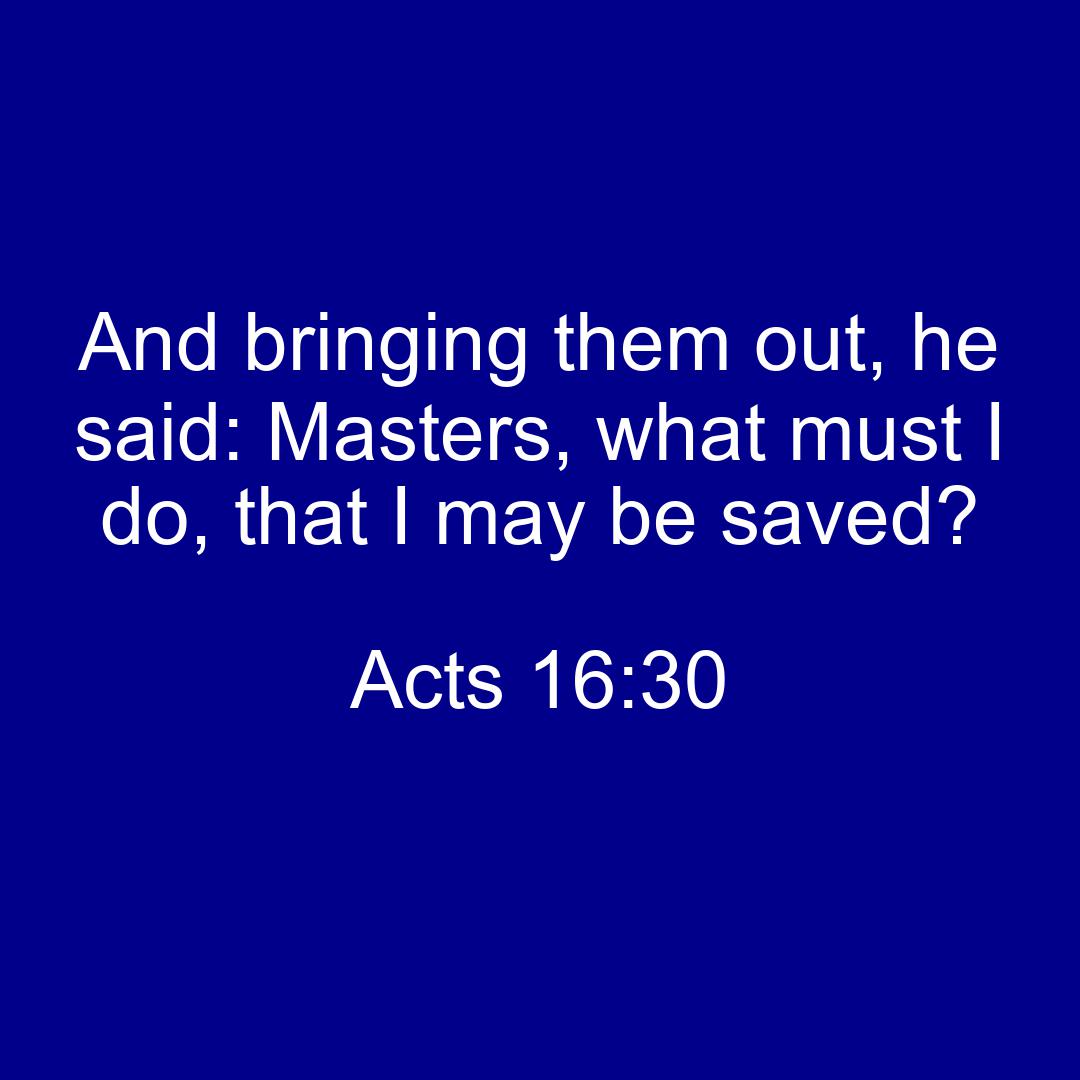 And bringing them out, he
said: Masters, what must I
do, that I may be saved?
Acts 16:30